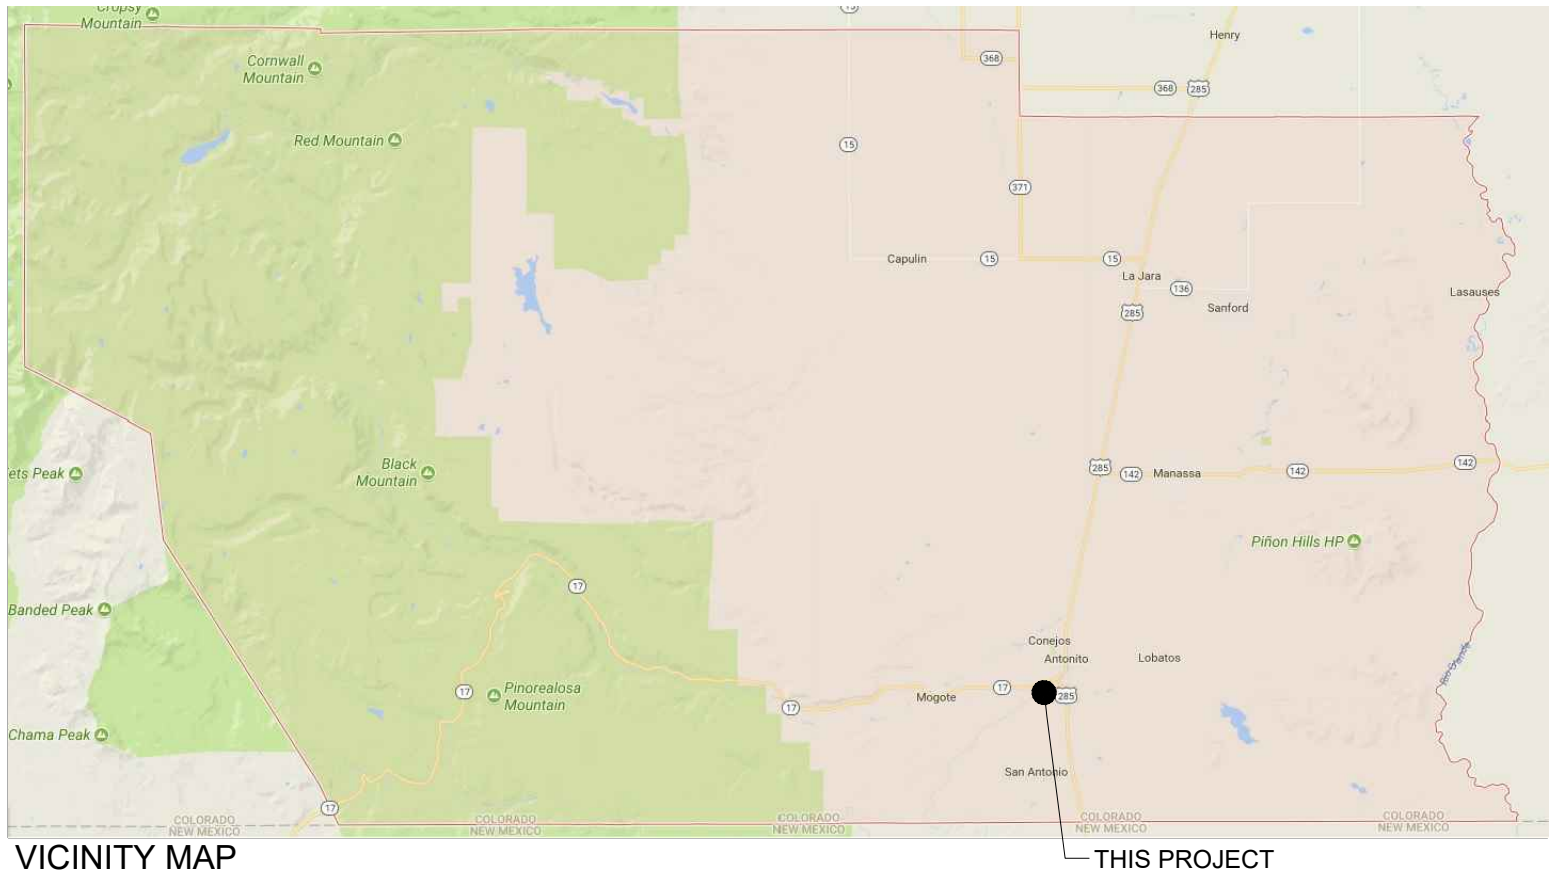 Cropsy
Mountain
15
Henry
368
Cornwall
Mountain
368
285
Red Mountain
15
371
Capulin
15
15
La Jara
136
Sanford
Lasauses
285
ets Peak
Black
Mountain
285
142
Manassa
142
142
Piñon Hills HP
17
Banded Peak
Conejos
Antonito
Lobatos
Rio Grande
17
Pinorealosa
Mountain
17
Mogote
17
285
Chama Peak
San Antonio
17
COLORADO
NEW MEXICO
COLORADO
NEW MEXICO
COLORADO
NEW MEXICO
COLORADO
NEW MEXICO
COLORADO
NEW MEXICO
VICINITY MAP
THIS PROJECT